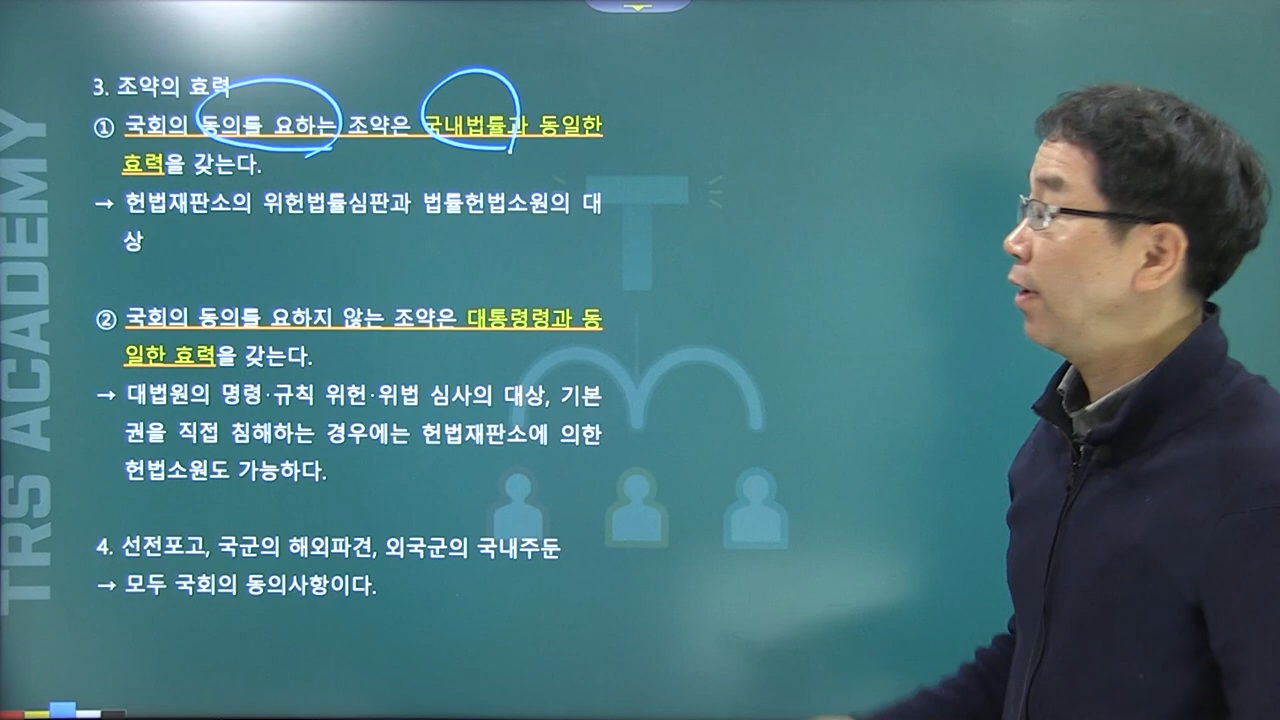 3. 조약의 효력
① 국회의 동의를 요하는 조약은 국내법률과 동일한
효력을 갖는다.
→ 헌법재판소의 위헌법률심판과 법률헌법소원의 대
상
② 국회의 동의를 요하지 않는 조약은 대통령령과 동
일한 효력을 갖는다.
→ 대법원의 명령·규칙 위헌·위법 심사의 대상, 기본
권을 직접 침해하는 경우에는 헌법재판소에 의한
헌법소원도 가능하다.
4. 선전포고, 국군의 해외파견, 외국군의 국내주둔
→ 모두 국회의 동의사항이다.
TRS ACADEMY